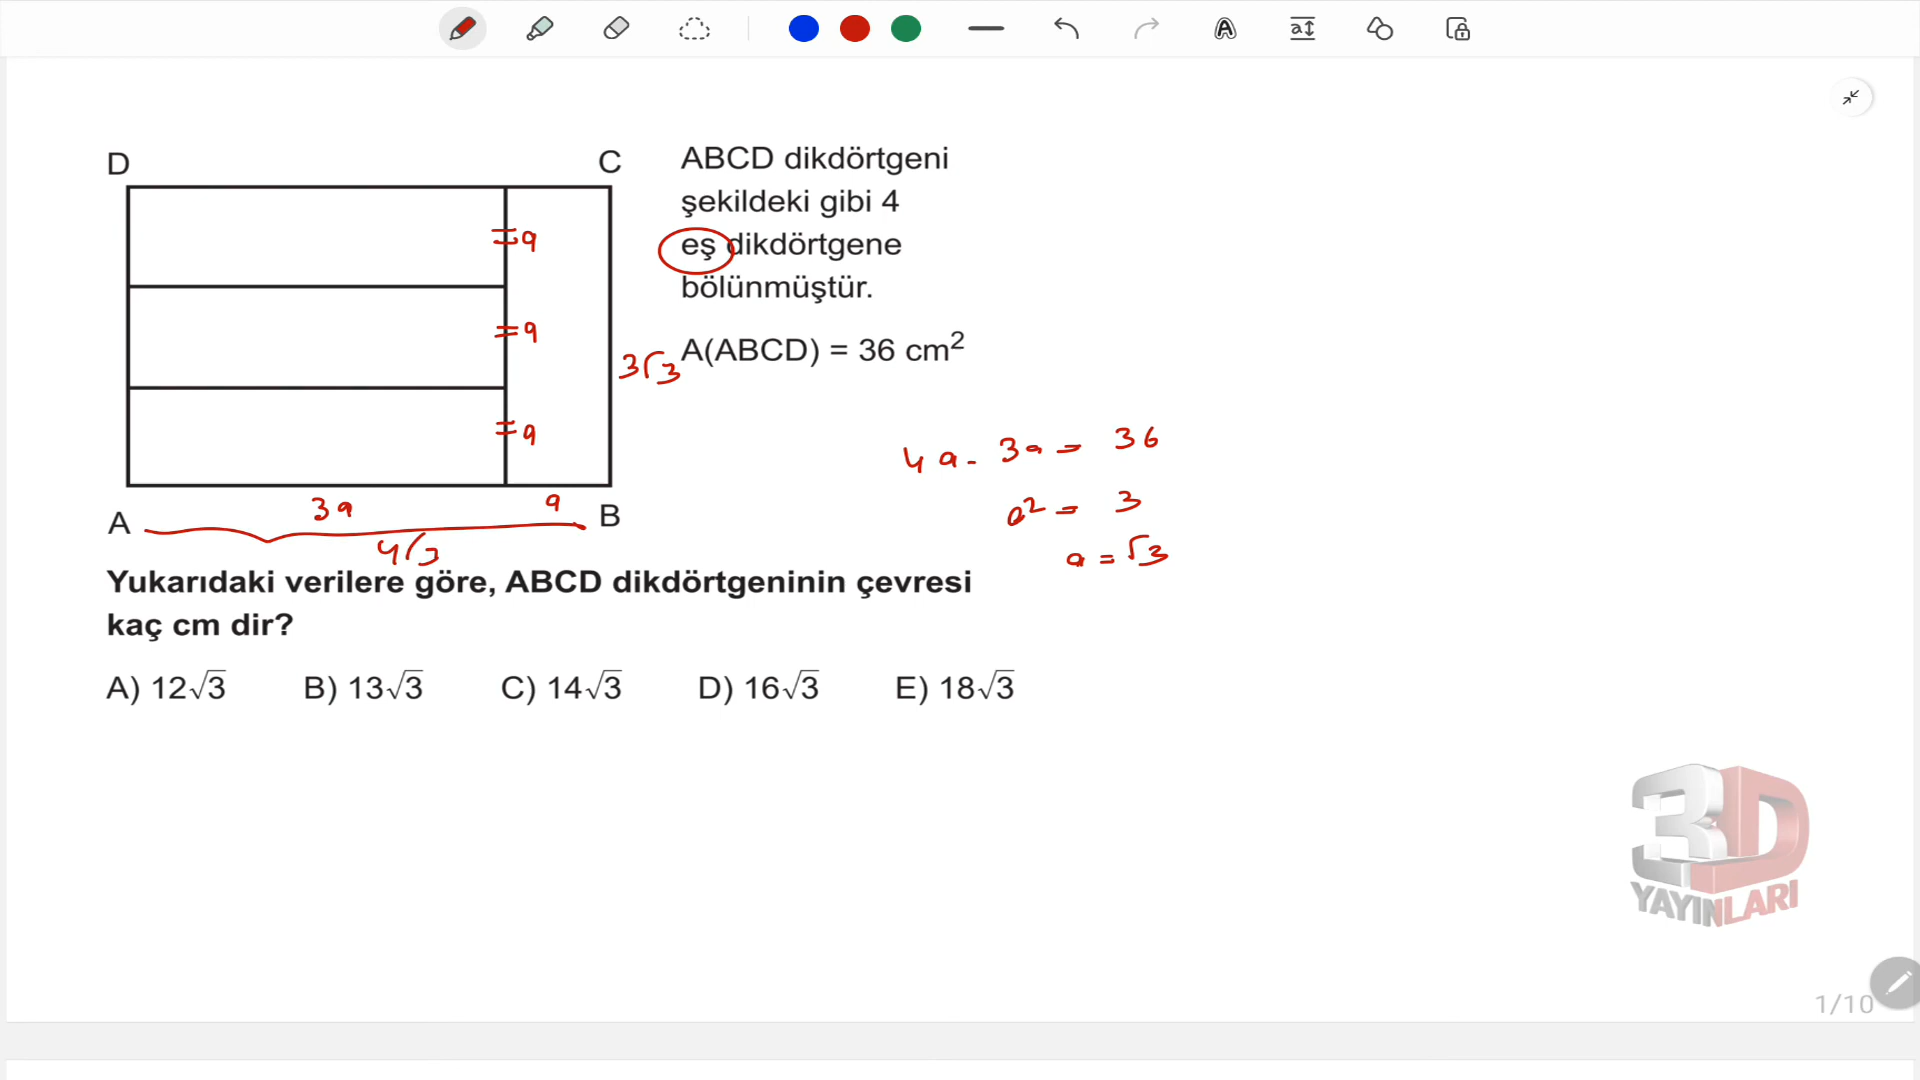 D
C
ABCD dikdörtgeni
şekildeki gibi 4
eş dikdörtgene
bölünmüştür.
A(ABCD) = 36 cm²
a
a
a
3√3
4a . 3a = 36
a² = 3
a = √3
3a
a
A
B
4√3
Yukarıdaki verilere göre, ABCD dikdörtgeninin çevresi
kaç cm dir?
A) 12√3 B) 13√3 C) 14√3 D) 16√3 E) 18√3
3D
YAYINLARI
1/10